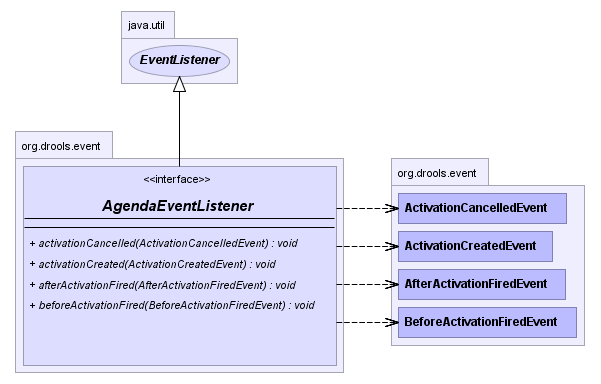 java.util
EventListener
org.drools.event
<<interface>>
AgendaEventListener
+ activationCancelled(ActivationCancelledEvent) : void
+ activationCreated(ActivationCreatedEvent) : void
+ afterActivationFired(AfterActivationFiredEvent) : void
+ beforeActivationFired(BeforeActivationFiredEvent) : void
org.drools.event
ActivationCancelledEvent
ActivationCreatedEvent
AfterActivationFiredEvent
BeforeActivationFiredEvent